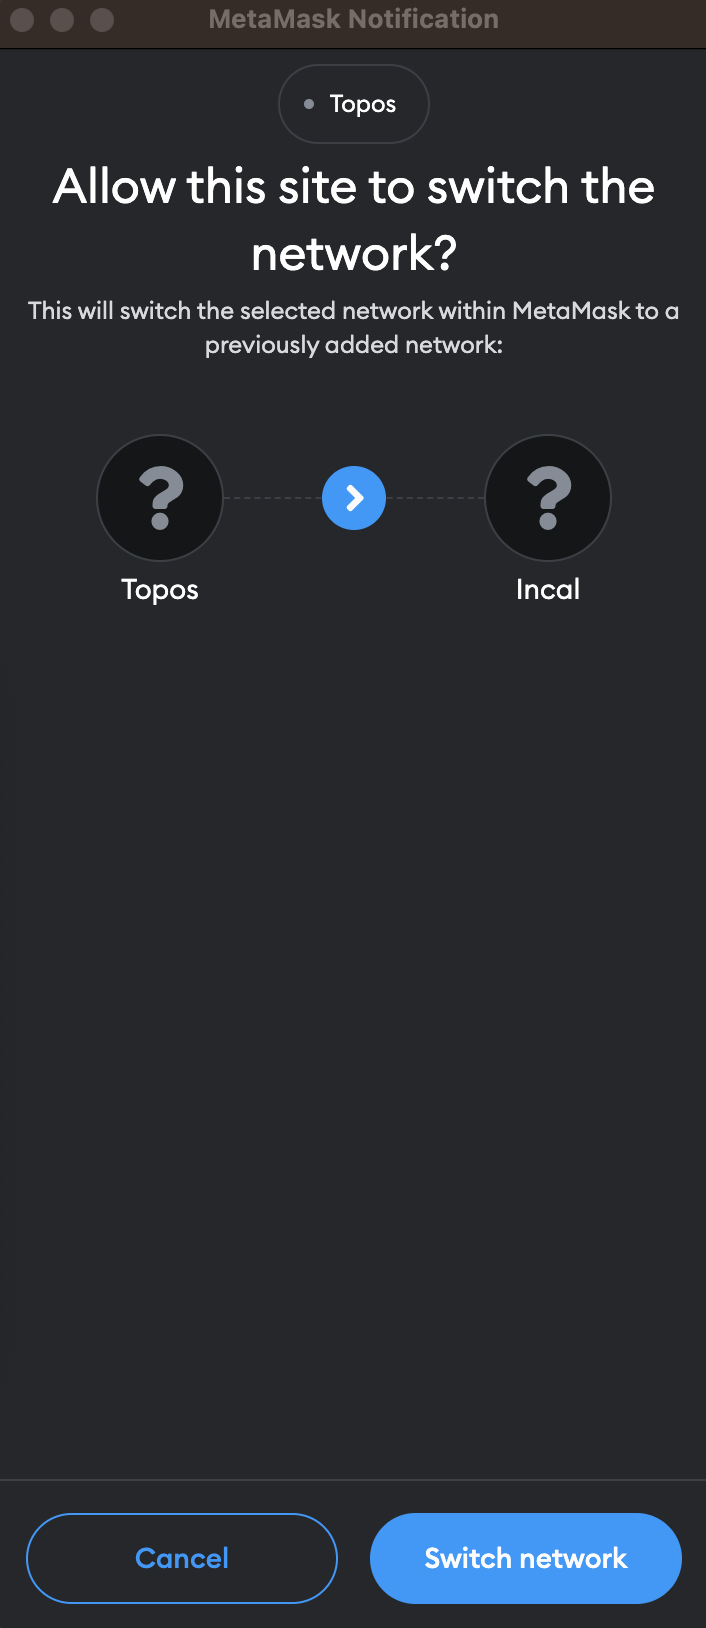 MetaMask Notification
Topos
Allow this site to switch the
network?
This will switch the selected network within MetaMask to a
previously added network:
? ?
Topos Incal
Cancel Switch network